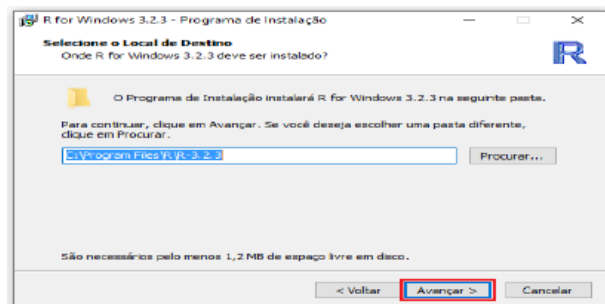 R for Windows 3.2.3 - Programa de Instalação
Selecione o Local de Destino
Onde R for Windows 3.2.3 deve ser instalado?
R
O Programa de Instalação instalará R for Windows 3.2.3 na seguinte pasta.
Para continuar, clique em Avançar. Se você deseja escolher uma pasta diferente,
clique em Procurar.
C:\Program Files\R\R-3.2.3
Procurar...
São necessários pelo menos 1,2 MB de espaço livre em disco.
< Voltar
Avançar >
Cancelar